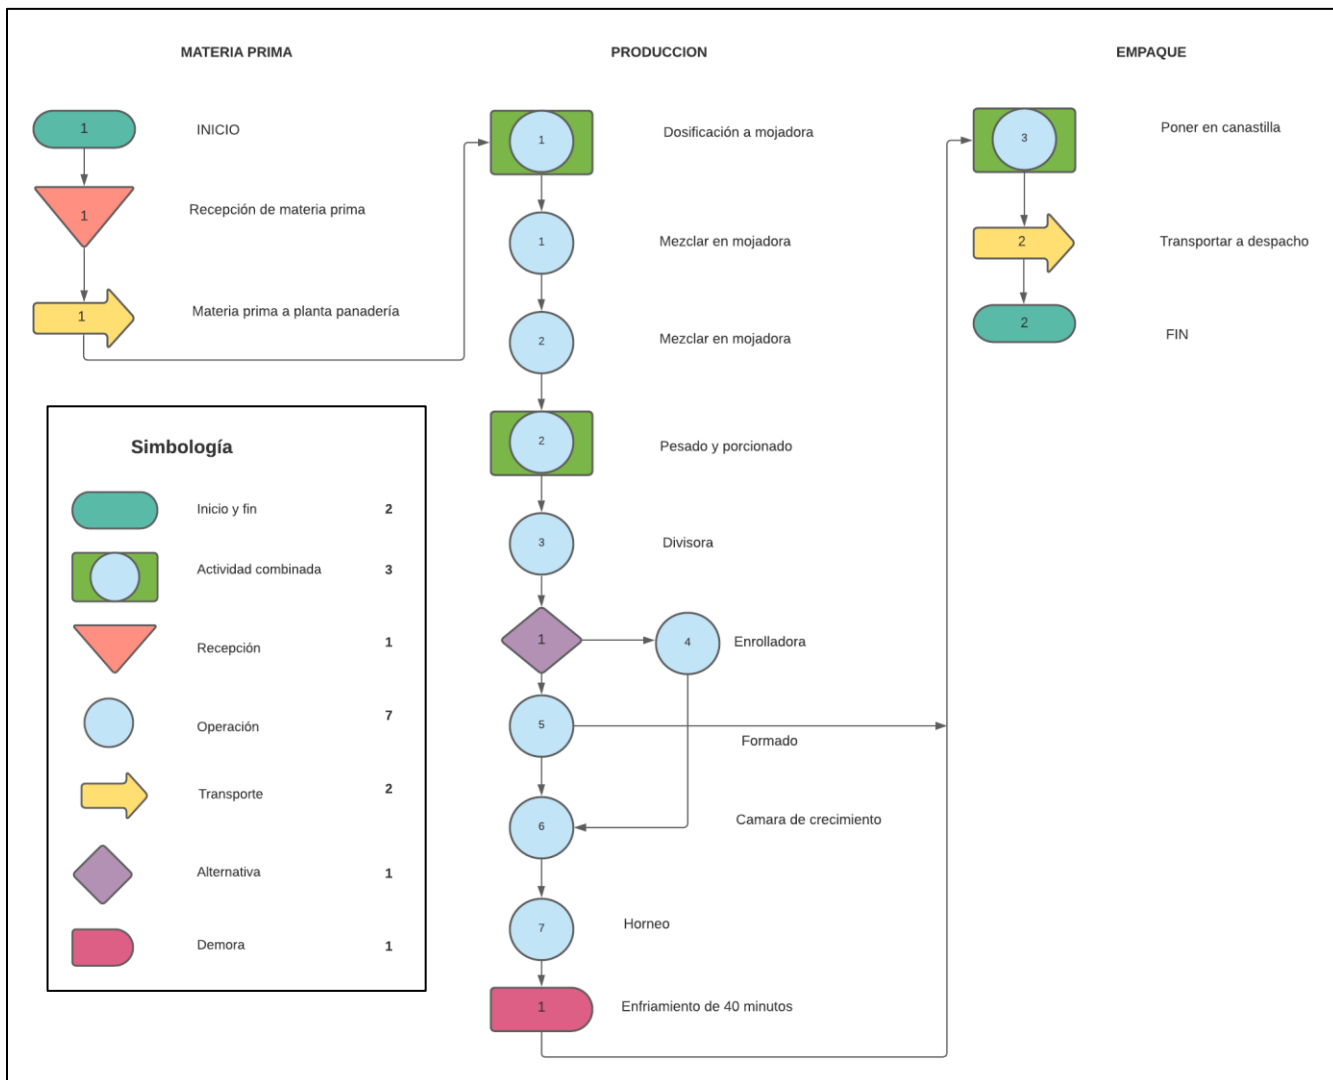 MATERIA PRIMA
1
INICIO
1
Recepción de materia prima
1
Materia prima a planta panadería
PRODUCCION
1
Dosificación a mojadora
1
Mezclar en mojadora
2
Mezclar en mojadora
2
Pesado y porcionado
3
Divisora
1
4
Enrolladora
5
Formado
6
Camara de crecimiento
7
Horneo
1
Enfriamiento de 40 minutos
EMPAQUE
3
Poner en canastilla
2
Transportar a despacho
2
FIN
Simbología
Inicio y fin 2
Actividad combinada 3
Recepción 1
Operación 7
Transporte 2
Alternativa 1
Demora 1